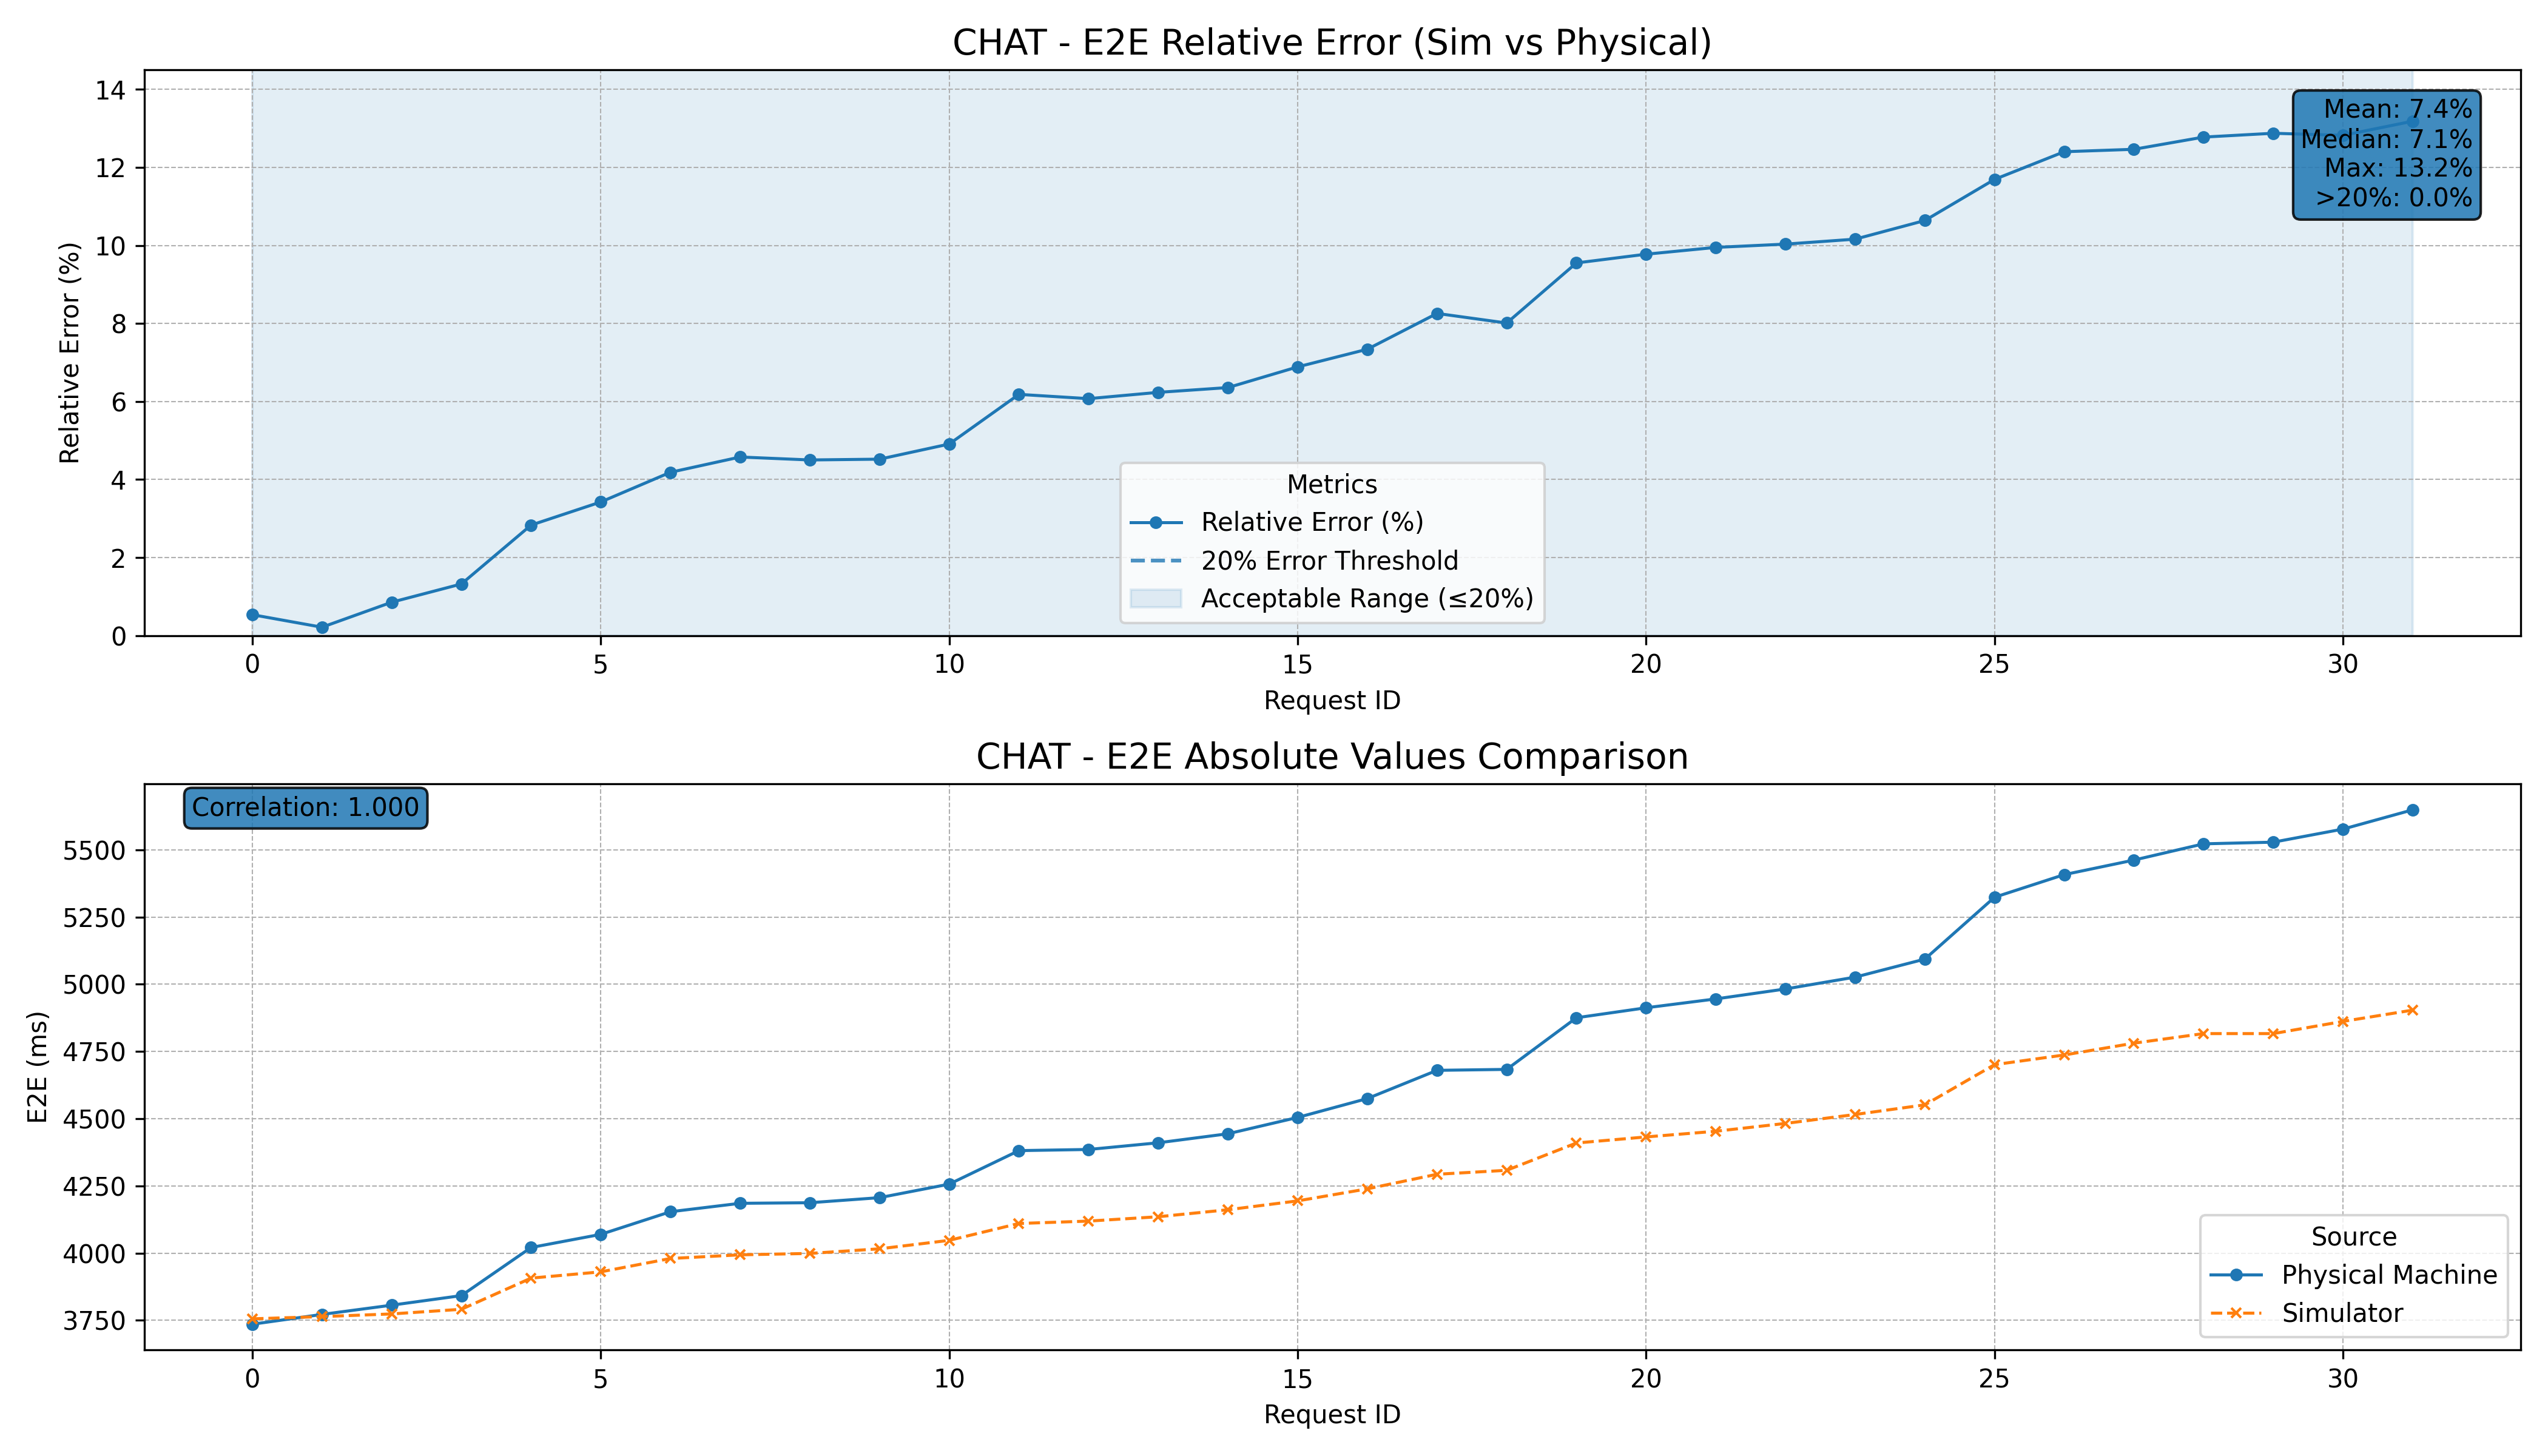 CHAT - E2E Relative Error (Sim vs Physical)
Relative Error (%)
14
12
10
8
6
4
2
0
Mean: 7.4%
Median: 7.1%
Max: 13.2%
>20%: 0.0%
Metrics
Relative Error (%)
20% Error Threshold
Acceptable Range (≤20%)
0 5 10 15 20 25 30
Request ID
CHAT - E2E Absolute Values Comparison
Correlation: 1.000
E2E (ms)
5500
5250
5000
4750
4500
4250
4000
3750
Source
Physical Machine
Simulator
0 5 10 15 20 25 30
Request ID